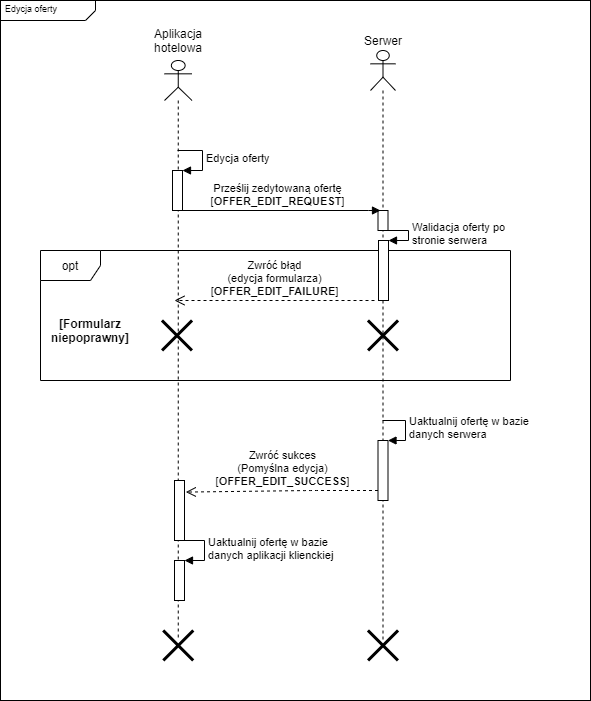 Edycja oferty
Aplikacja
hotelowa
Serwer
Edycja oferty
Prześlij zedytowaną ofertę
[OFFER_EDIT_REQUEST]
Walidacja oferty po
stronie serwera
opt
Zwróć błąd
(edycja formularza)
[OFFER_EDIT_FAILURE]
[Formularz
niepoprawny]
Uaktualnij ofertę w bazie
danych serwera
Zwróć sukces
(Pomyślna edycja)
[OFFER_EDIT_SUCCESS]
Uaktualnij ofertę w bazie
danych aplikacji klienckiej